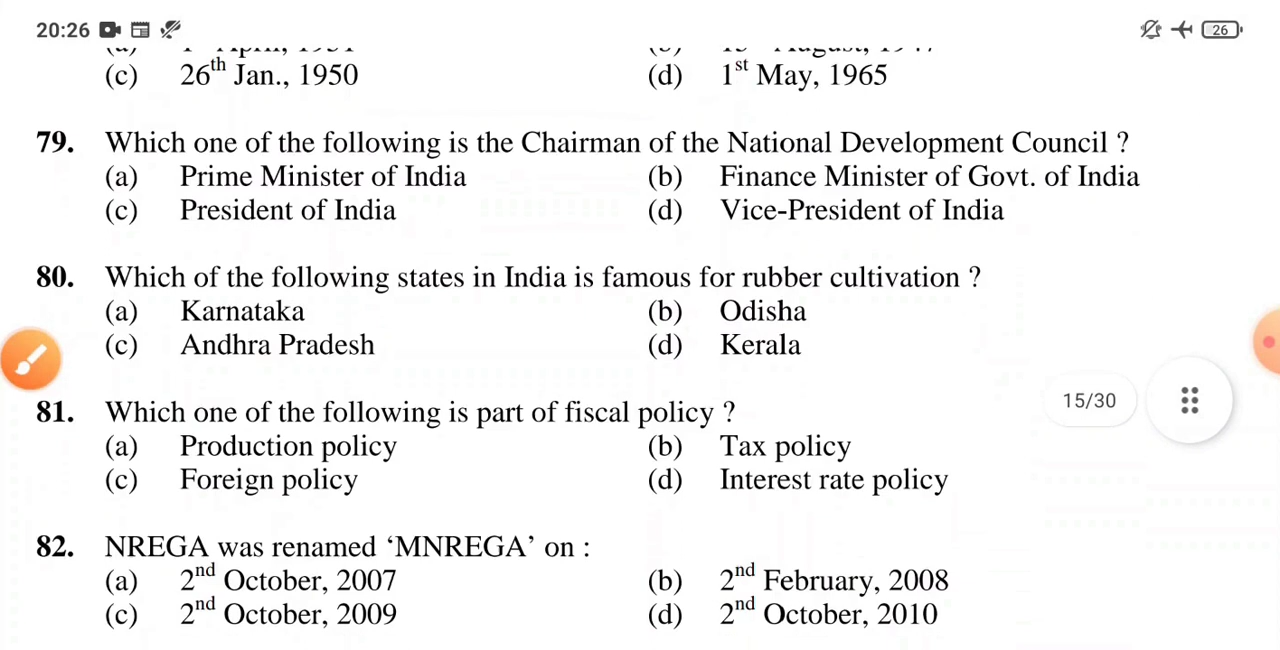 20:26
26
(c) 26th Jan., 1950 (d) 1st May, 1965
79. Which one of the following is the Chairman of the National Development Council ?
(a) Prime Minister of India (b) Finance Minister of Govt. of India
(c) President of India (d) Vice-President of India
80. Which of the following states in India is famous for rubber cultivation ?
(a) Karnataka (b) Odisha
(c) Andhra Pradesh (d) Kerala
15/30
81. Which one of the following is part of fiscal policy ?
(a) Production policy (b) Tax policy
(c) Foreign policy (d) Interest rate policy
82. NREGA was renamed ‘MNREGA’ on :
(a) 2nd October, 2007 (b) 2nd February, 2008
(c) 2nd October, 2009 (d) 2nd October, 2010